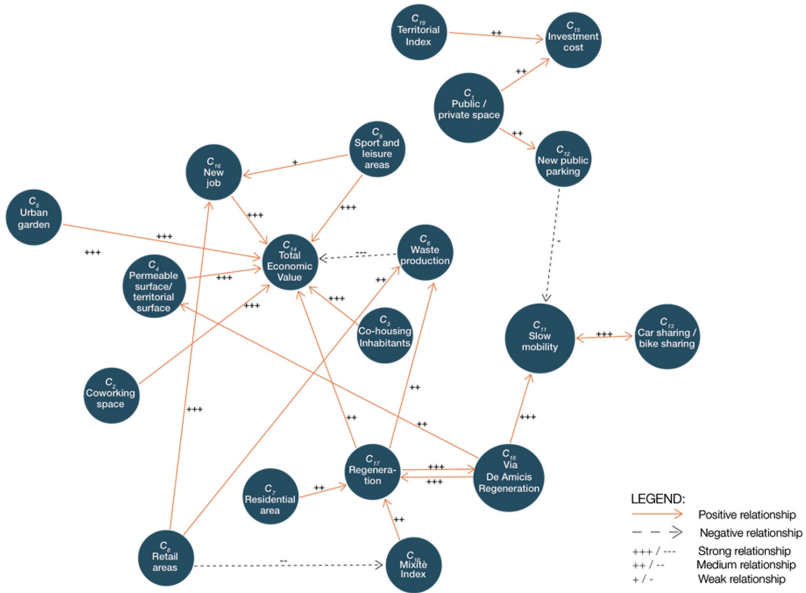 C19
Territorial
Index
++
C15
Investment
cost
++
C1
Public /
private space
++
C12
New public
parking
-
C9
Sport and
leisure
areas
+
C16
New
job
+++
+++
C5
Urban
garden
+++
+++
C14
Total
Economic
Value
---
C6
Waste
production
++
C4
Permeable
surface/
territorial
surface
+++
+++
+++
C3
Co-housing
Inhabitants
C11
Slow
mobility
+++
C13
Car sharing /
bike sharing
C2
Coworking
space
++
+++
++
++
+++
C17
Regenera-
tion
+++
+++
C18
Via
De Amicis
Regeneration
C7
Residential
area
++
++
C8
Retail
areas
--
C10
Mixitè
Index
LEGEND:
Positive relationship
Negative relationship
+++ / --- Strong relationship
++ / -- Medium relationship
+ / - Weak relationship